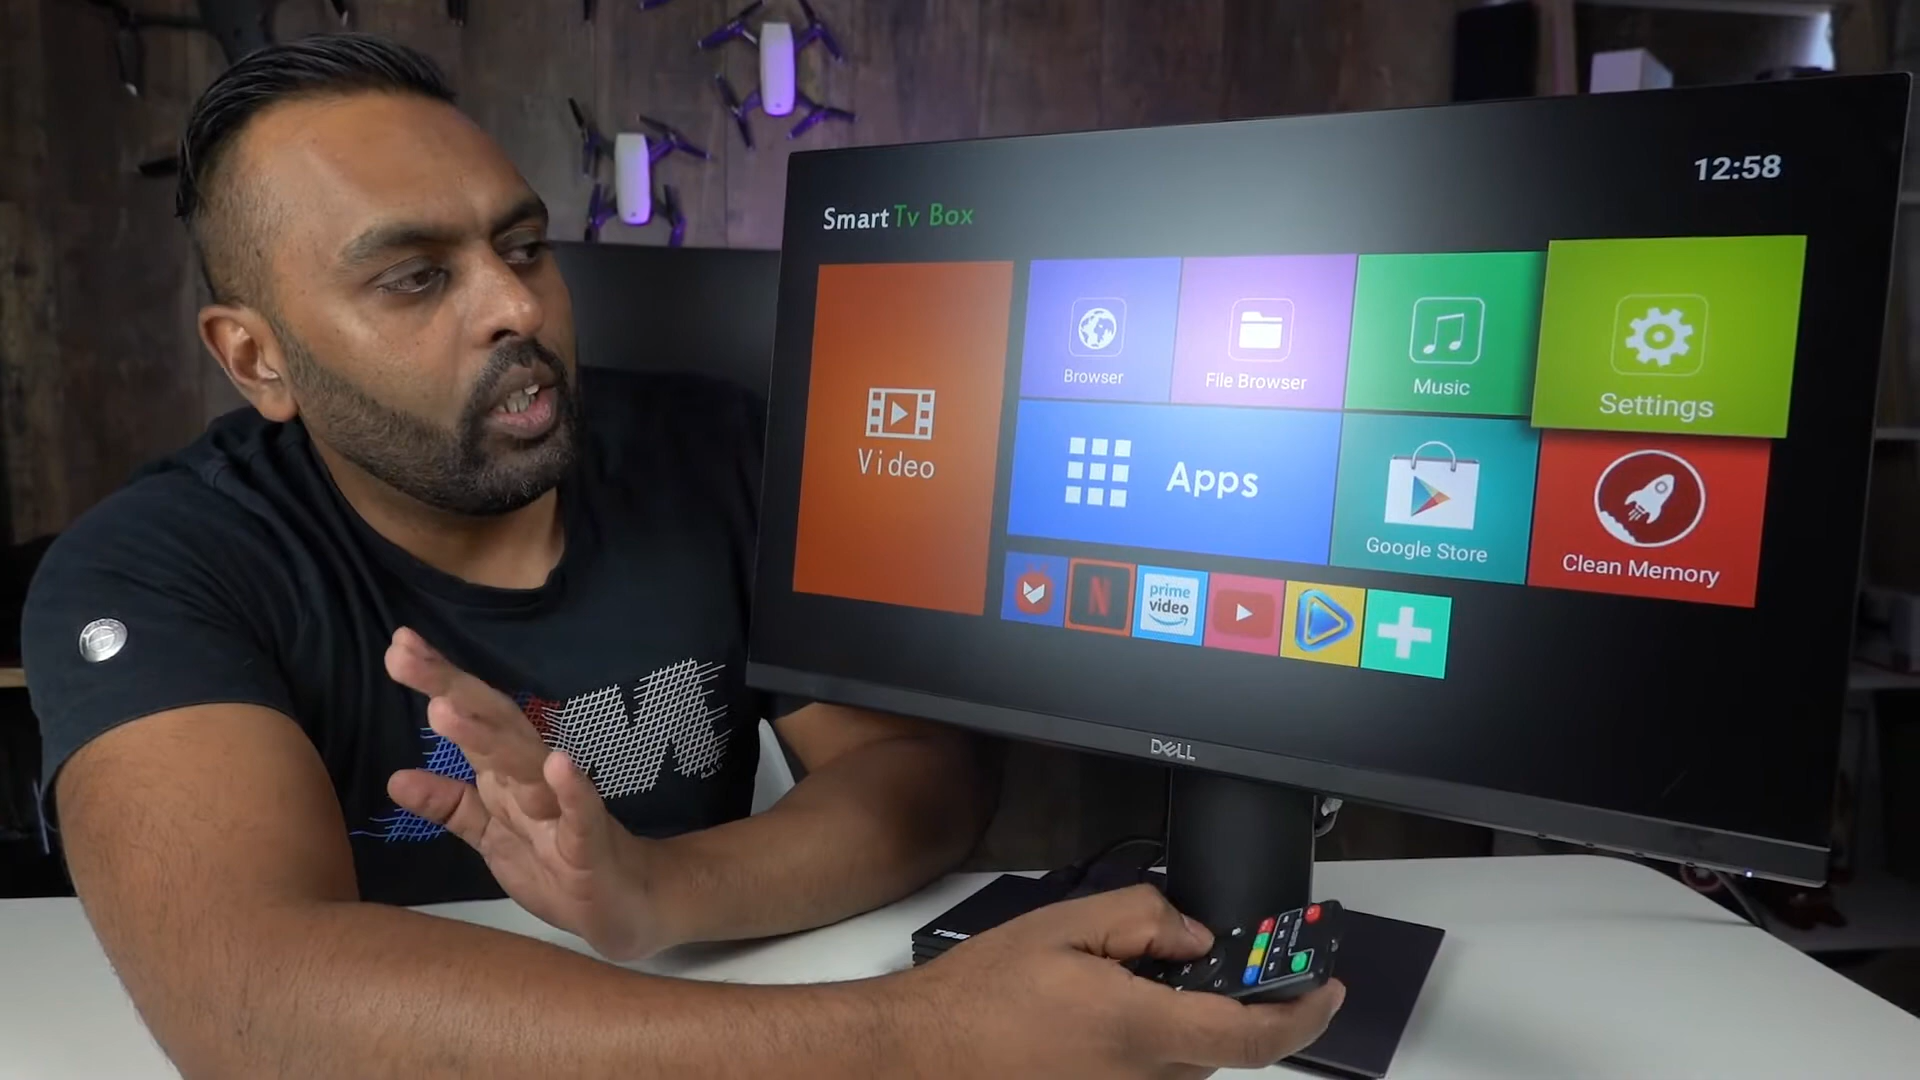 12:58
Smart Tv Box
Video
Browser
File Browser
Music
Settings
Apps
Google Store
Clean Memory
N
prime
video
DELL
T95